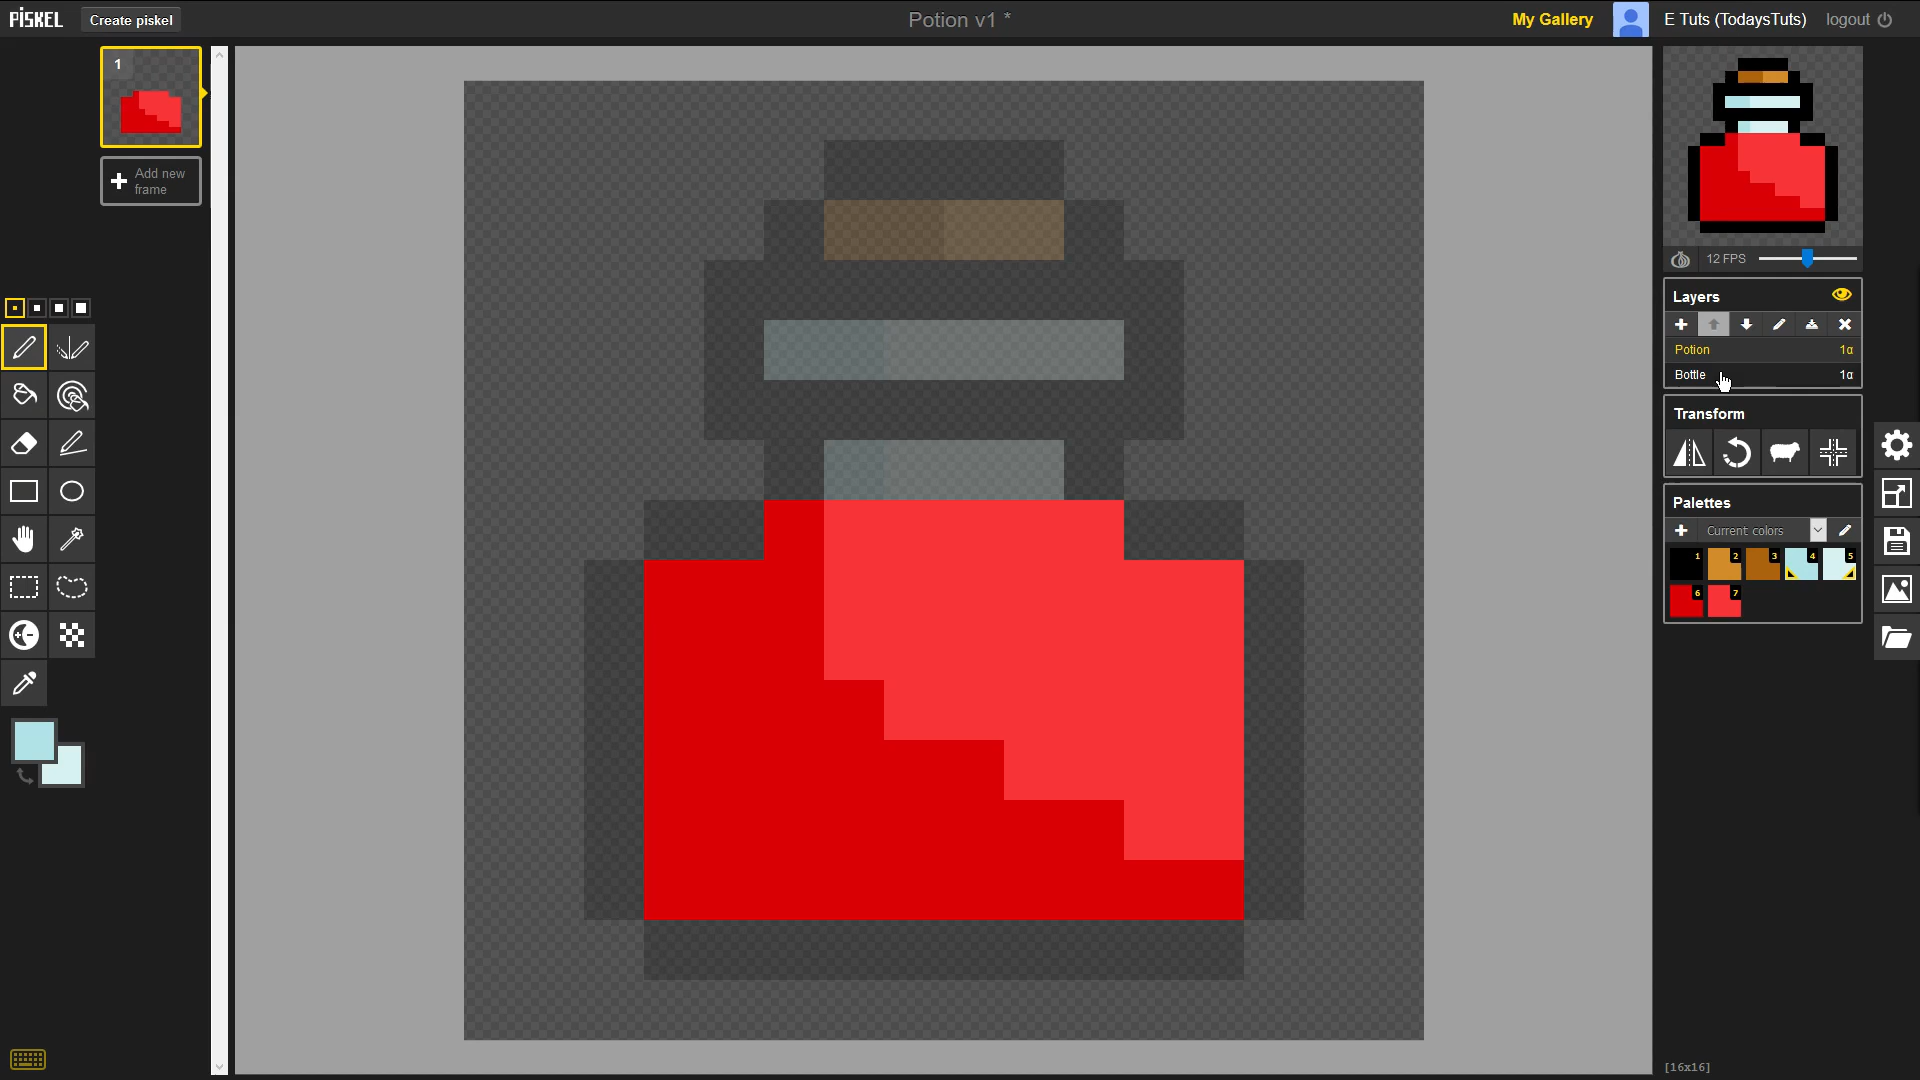 PiSKEL
Create piskel
Potion v1 *
My Gallery
E Tuts (TodaysTuts)
logout
1
Add new
frame
12 FPS
Layers
Potion 1α
Bottle 1α
Transform
Palettes
Current colors
1 2 3 4 5
6 7
[16x16]